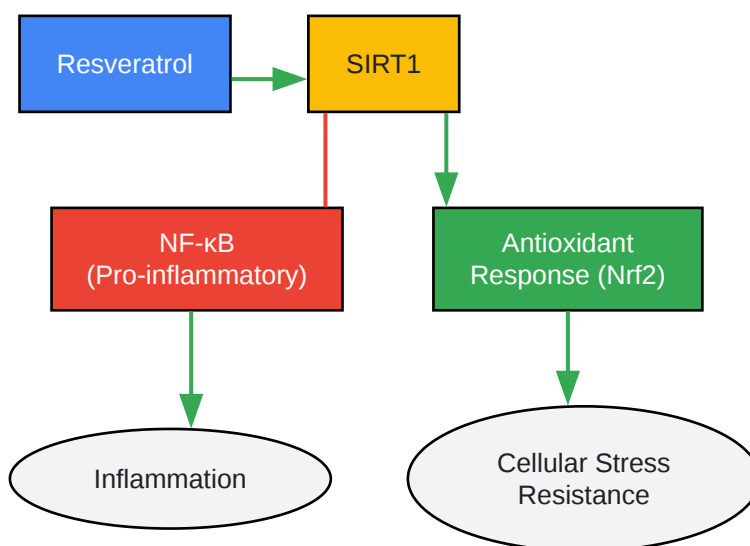 Resveratrol
SIRT1
NF-κB
(Pro-inflammatory)
Antioxidant
Response (Nrf2)
Inflammation
Cellular Stress
Resistance